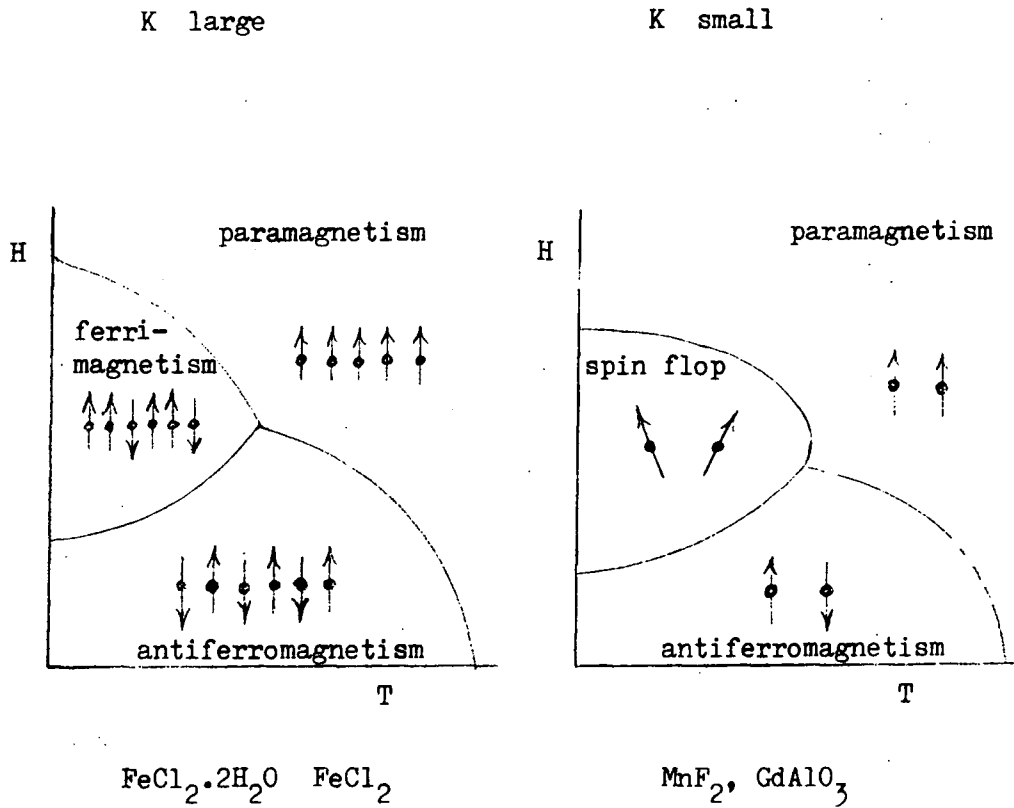 K large
K small
H
paramagnetism
ferri-
magnetism
antiferromagnetism
T
FeCl₂.2H₂O FeCl₂
H
paramagnetism
spin flop
antiferromagnetism
T
MnF₂, GdAlO₃